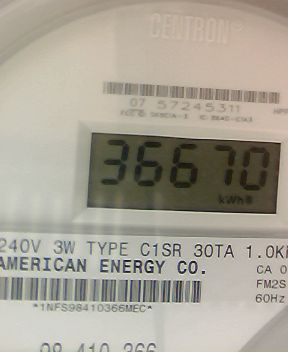 CENTRON®
07 57245311
36670
kWh
240V 3W TYPE C1SR 30TA 1.0K
AMERICAN ENERGY CO.
CA 0
FM2S
*1NFS98410366MEC*
60Hz
98 410 366